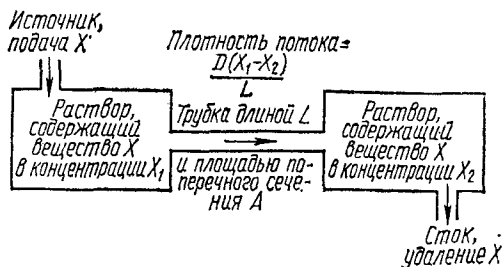 Источник,
подача X
Плотность потока=
D(X₁-X₂)
L
Раствор,
содержащий
вещество X
в концентрации X₁
Трубка длиной L
и площадью по-
перечного сече-
ния A
Раствор,
содержащий
вещество X
в концентрации X₂
Сток,
удаление X